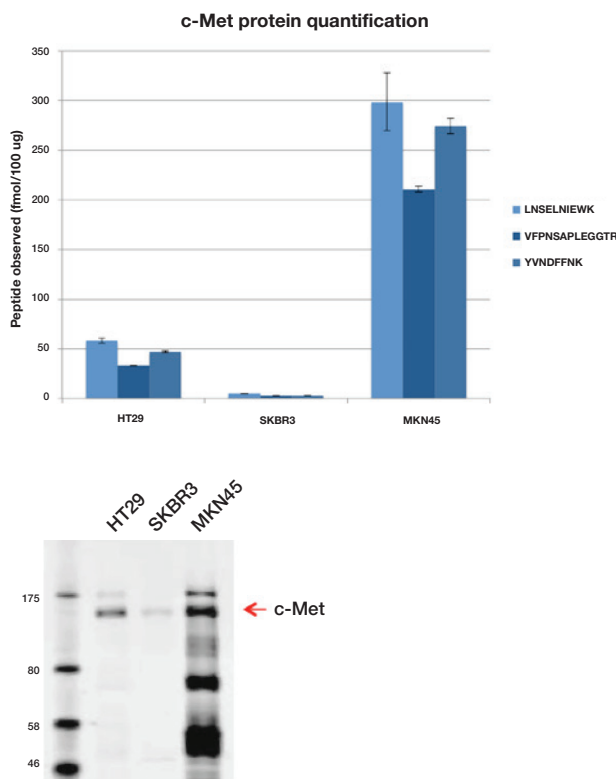 c-Met protein quantification
Peptide observed (fmol/100 ug)
350
300
250
200
150
100
50
0
HT29
SKBR3
MKN45
LNSELNIEWK
VFPNSAPLEGGTR
YVNDFFNK
HT29
SKBR3
MKN45
175
80
58
46
c-Met